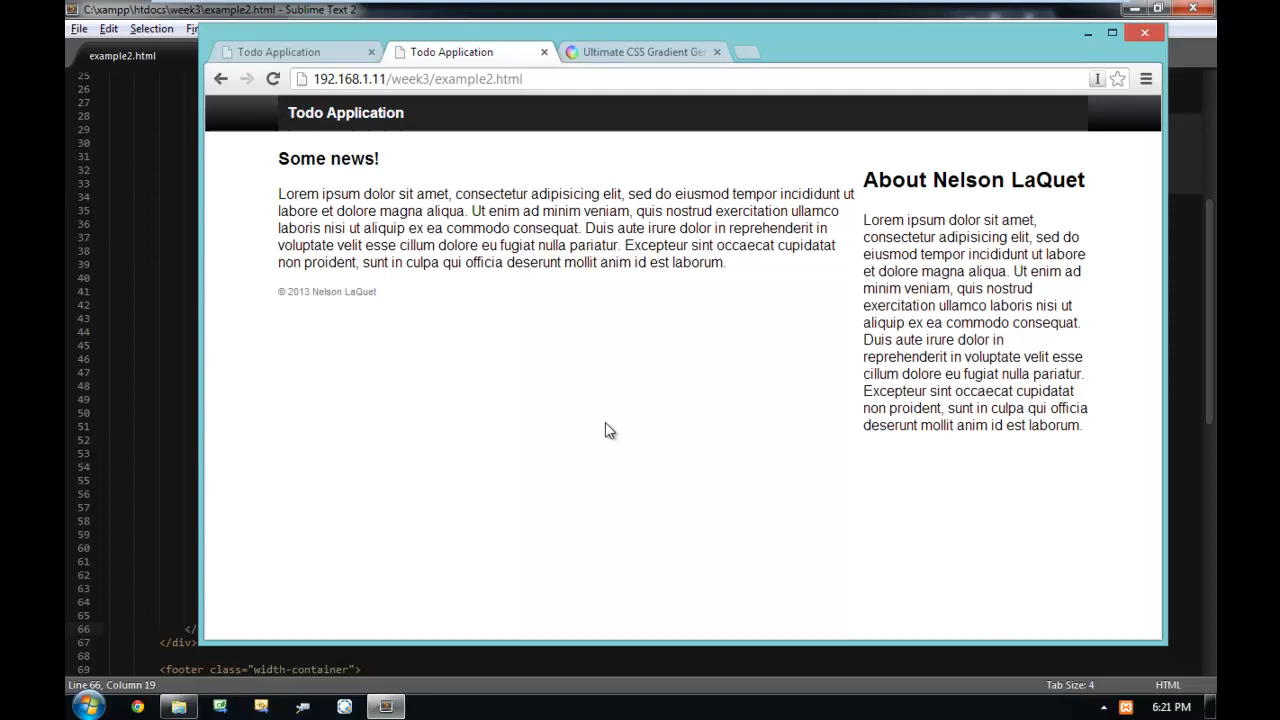 C:\xampp\htdocs\week3\example2.html - Sublime Text 2
File Edit Selection
example2.html
Todo Application
Todo Application
Ultimate CSS Gradient Ge
192.168.1.11/week3/example2.html
Todo Application
Some news!
Lorem ipsum dolor sit amet, consectetur adipisicing elit, sed do eiusmod tempor incididunt ut
labore et dolore magna aliqua. Ut enim ad minim veniam, quis nostrud exercitation ullamco
laboris nisi ut aliquip ex ea commodo consequat. Duis aute irure dolor in reprehenderit in
voluptate velit esse cillum dolore eu fugiat nulla pariatur. Excepteur sint occaecat cupidatat
non proident, sunt in culpa qui officia deserunt mollit anim id est laborum.
© 2013 Nelson LaQuet
About Nelson LaQuet
Lorem ipsum dolor sit amet,
consectetur adipisicing elit, sed do
eiusmod tempor incididunt ut labore
et dolore magna aliqua. Ut enim ad
minim veniam, quis nostrud
exercitation ullamco laboris nisi ut
aliquip ex ea commodo consequat.
Duis aute irure dolor in
reprehenderit in voluptate velit esse
cillum dolore eu fugiat nulla pariatur.
Excepteur sint occaecat cupidatat
non proident, sunt in culpa qui officia
deserunt mollit anim id est laborum.
25
26
27
28
29
30
31
32
33
34
35
36
37
38
39
40
41
42
43
44
45
46
47
48
49
50
51
52
53
54
55
56
57
58
59
60
61
62
63
64
65
66 </
67 </div>
68
69 <footer class="width-container">
Line 66, Column 19
Tab Size: 4
HTML
6:21 PM